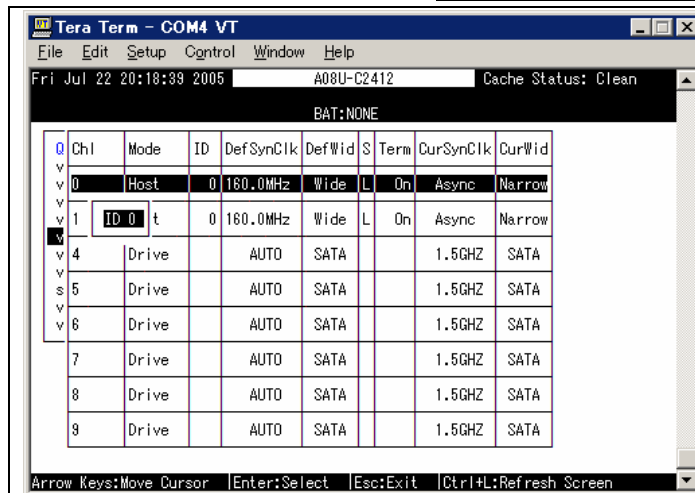 Tera Term - COM4 VT
File Edit Setup Control Window Help
Fri Jul 22 20:18:39 2005 A08U-C2412 Cache Status: Clean
BAT:NONE
Q Chl Mode ID DefSynClk DefWid S Term CurSynClk CurWid
v
v 0 Host 0 160.0MHz Wide L On Async Narrow
v
v 1 ID 0 t 0 160.0MHz Wide L On Async Narrow
v
v 4 Drive AUTO SATA 1.5GHZ SATA
v
s 5 Drive AUTO SATA 1.5GHZ SATA
v
v 6 Drive AUTO SATA 1.5GHZ SATA
7 Drive AUTO SATA 1.5GHZ SATA
8 Drive AUTO SATA 1.5GHZ SATA
9 Drive AUTO SATA 1.5GHZ SATA
Arrow Keys:Move Cursor |Enter:Select |Esc:Exit |Ctrl+L:Refresh Screen